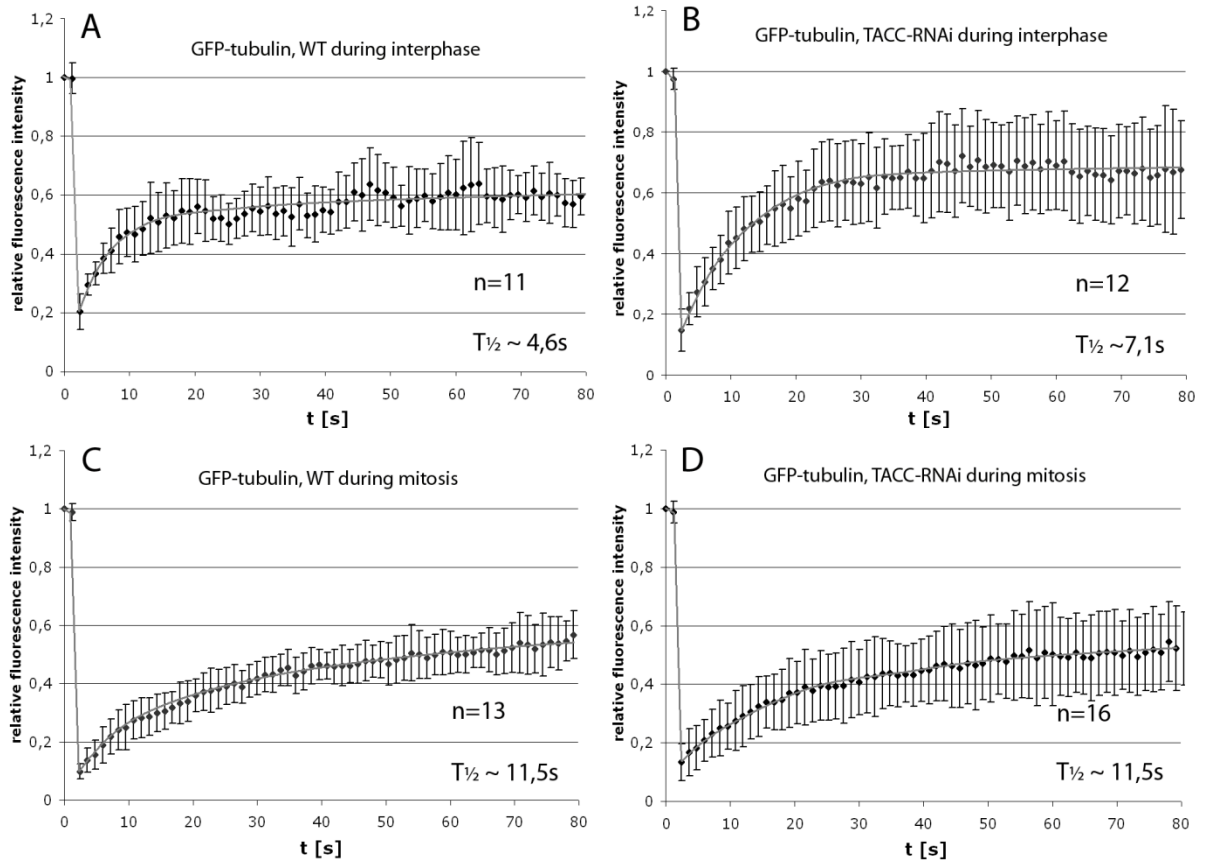 A
GFP-tubulin, WT during interphase
relative fluorescence intensity
1,2
1
0,8
0,6
0,4
0,2
0
n=11
T½ ~ 4,6s
0 10 20 30 40 50 60 70 80
t [s]
B
GFP-tubulin, TACC-RNAi during interphase
relative fluorescence intensity
1,2
1
0,8
0,6
0,4
0,2
0
n=12
T½ ~7,1s
0 10 20 30 40 50 60 70 80
t [s]
C
GFP-tubulin, WT during mitosis
relative fluorescence intensity
1,2
1
0,8
0,6
0,4
0,2
0
n=13
T½ ~ 11,5s
0 10 20 30 40 50 60 70 80
t [s]
D
GFP-tubulin, TACC-RNAi during mitosis
relative fluorescence intensity
1,2
1
0,8
0,6
0,4
0,2
0
n=16
T½ ~ 11,5s
0 10 20 30 40 50 60 70 80
t [s]